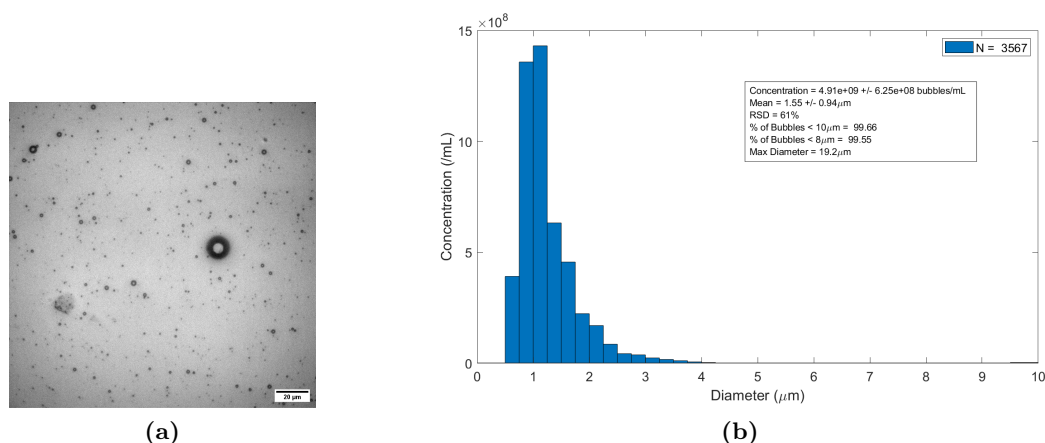 20 µm
(a)
×10⁸
15
10
5
0
Concentration (/mL)
N = 3567
Concentration = 4.91e+09 +/- 6.25e+08 bubbles/mL
Mean = 1.55 +/- 0.94μm
RSD = 61%
% of Bubbles < 10μm = 99.66
% of Bubbles < 8μm = 99.55
Max Diameter = 19.2μm
0 1 2 3 4 5 6 7 8 9 10
Diameter (μm)
(b)